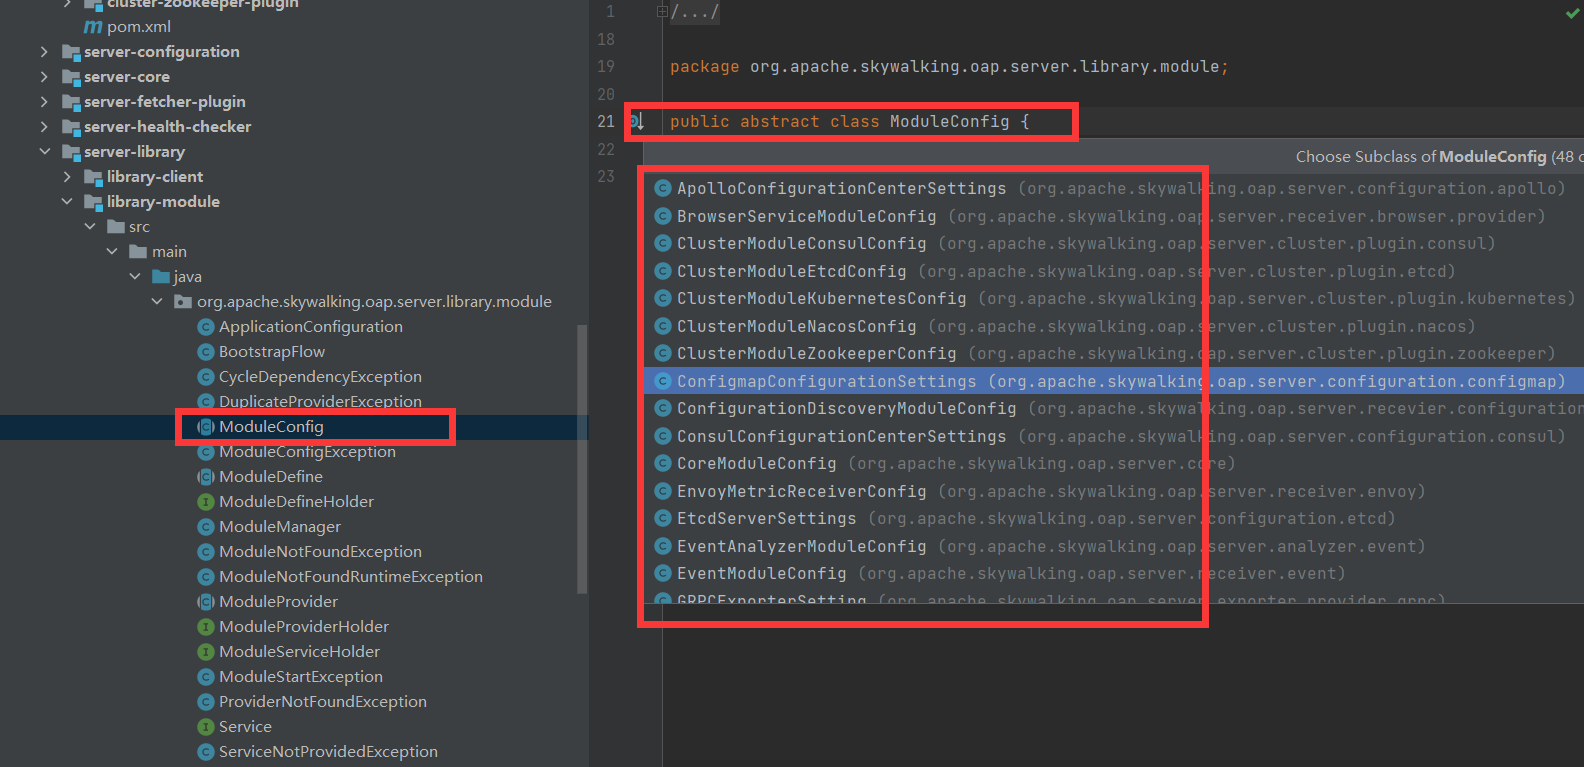 cluster-zookeeper-plugin
pom.xml
server-configuration
server-core
server-fetcher-plugin
server-health-checker
server-library
library-client
library-module
src
main
java
org.apache.skywalking.oap.server.library.module
ApplicationConfiguration
BootstrapFlow
CycleDependencyException
DuplicateProviderException
ModuleConfig
ModuleConfigException
ModuleDefine
ModuleDefineHolder
ModuleManager
ModuleNotFoundException
ModuleNotFoundRuntimeException
ModuleProvider
ModuleProviderHolder
ModuleServiceHolder
ModuleStartException
ProviderNotFoundException
Service
ServiceNotProvidedException
1 /.../
18
19 package org.apache.skywalking.oap.server.library.module;
20
21 public abstract class ModuleConfig {
22
23
Choose Subclass of ModuleConfig (48 c
ApolloConfigurationCenterSettings (org.apache.skywalking.oap.server.configuration.apollo)
BrowserServiceModuleConfig (org.apache.skywalking.oap.server.receiver.browser.provider)
ClusterModuleConsulConfig (org.apache.skywalking.oap.server.cluster.plugin.consul)
ClusterModuleEtcdConfig (org.apache.skywalking.oap.server.cluster.plugin.etcd)
ClusterModuleKubernetesConfig (org.apache.skywalking.oap.server.cluster.plugin.kubernetes)
ClusterModuleNacosConfig (org.apache.skywalking.oap.server.cluster.plugin.nacos)
ClusterModuleZookeeperConfig (org.apache.skywalking.oap.server.cluster.plugin.zookeeper)
ConfigmapConfigurationSettings (org.apache.skywalking.oap.server.configuration.configmap)
ConfigurationDiscoveryModuleConfig (org.apache.skywalking.oap.server.recevier.configuration
ConsulConfigurationCenterSettings (org.apache.skywalking.oap.server.configuration.consul)
CoreModuleConfig (org.apache.skywalking.oap.server.core)
EnvoyMetricReceiverConfig (org.apache.skywalking.oap.server.receiver.envoy)
EtcdServerSettings (org.apache.skywalking.oap.server.configuration.etcd)
EventAnalyzerModuleConfig (org.apache.skywalking.oap.server.analyzer.event)
EventModuleConfig (org.apache.skywalking.oap.server.receiver.event)
GRPCExporterSetting (org.apache.skywalking.oap.server.exporter.provider.grpc)